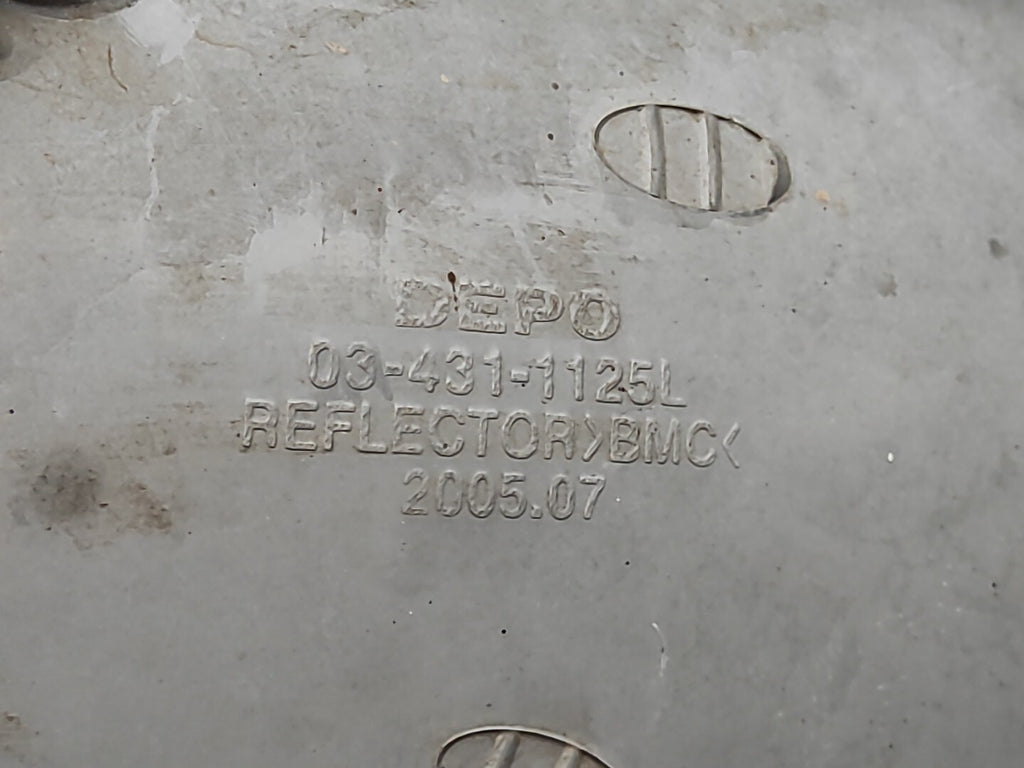 DEPO
03-431-1125L
REFLECTOR>BMC<
2005.07